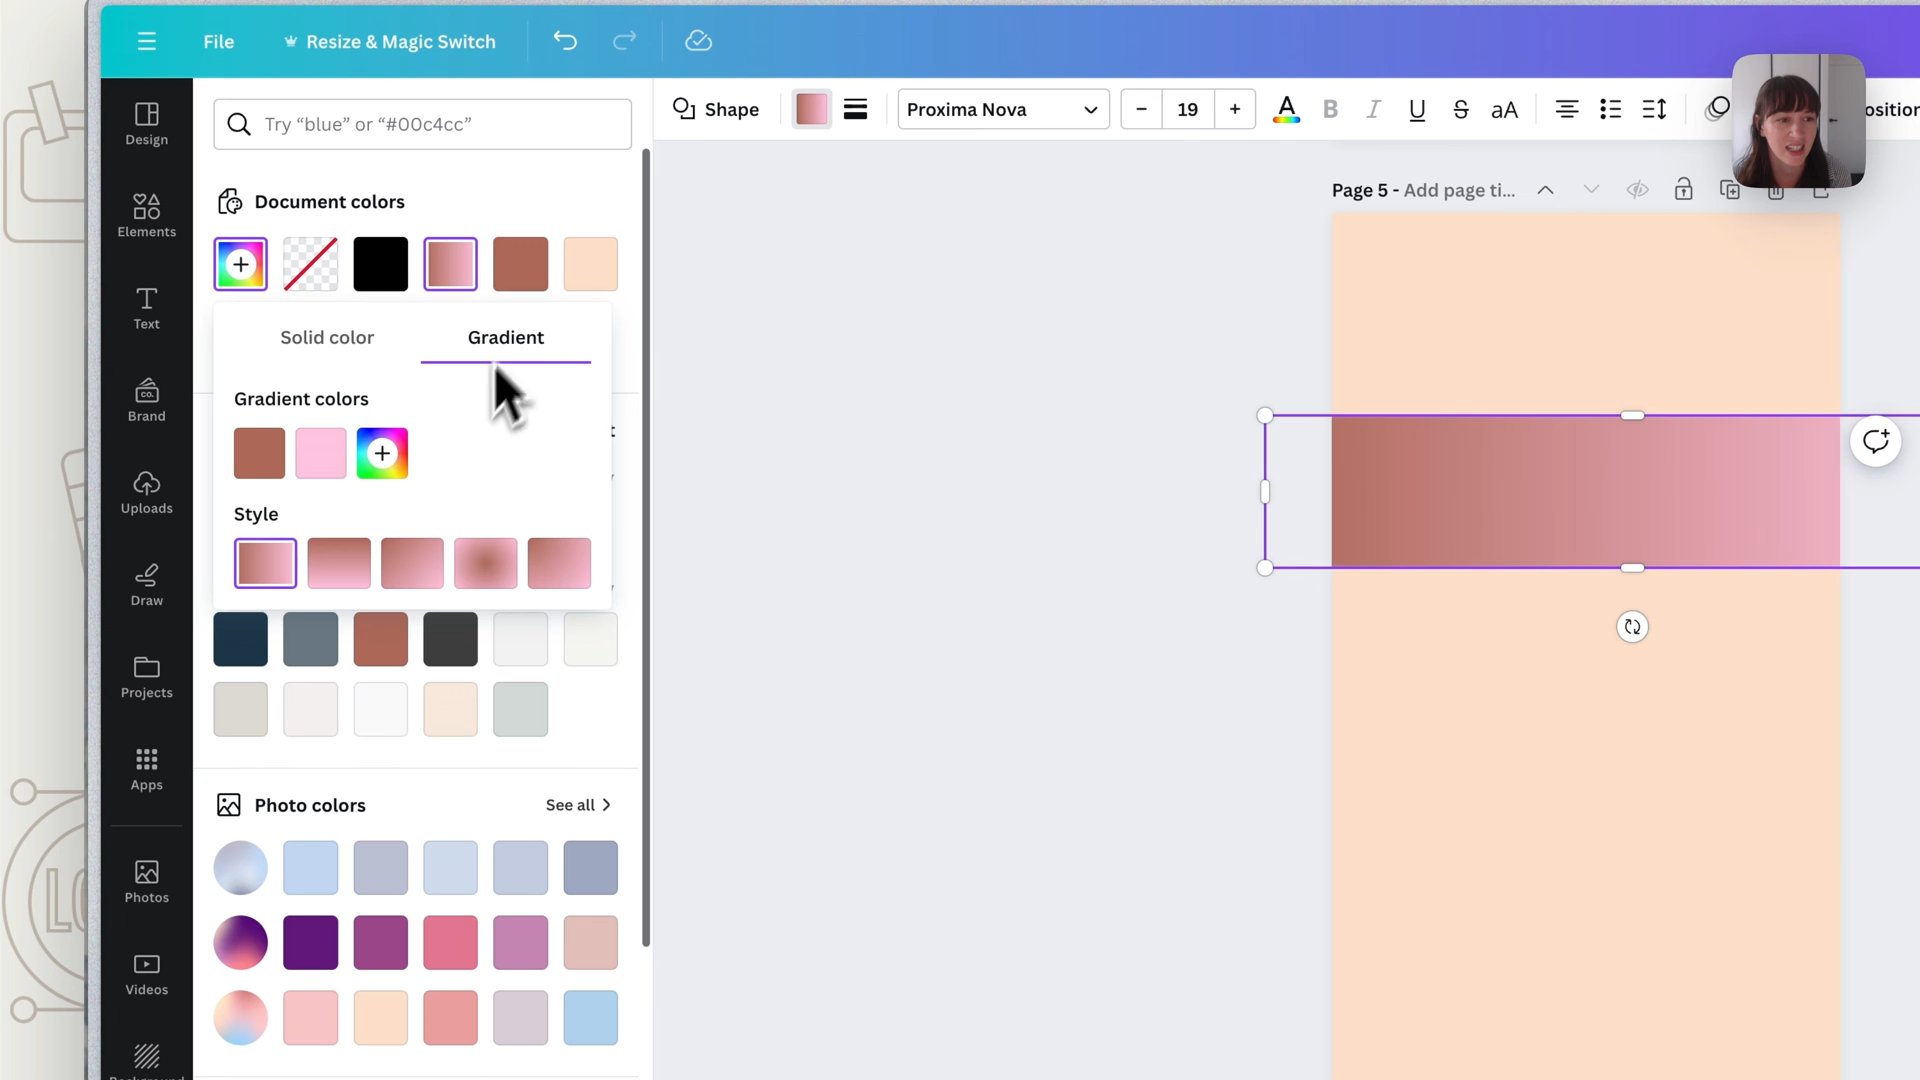 File
Resize & Magic Switch
Design
Elements
Text
Brand
CO.
Uploads
Draw
Projects
Apps
Photos
Videos
Try “blue” or “#00c4cc”
Document colors
Solid color
Gradient
Gradient colors
Style
Photo colors
See all
Shape
Proxima Nova
19
A
B
I
U
S
aA
Page 5 - Add page ti...
LO